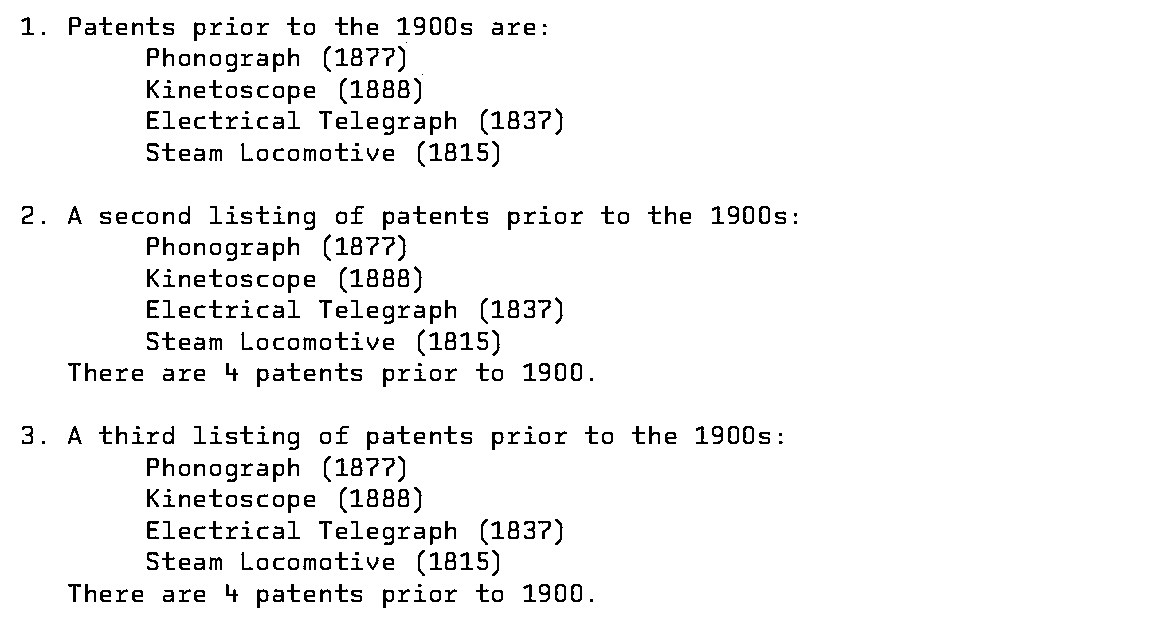 1. Patents prior to the 1900s are:
Phonograph (1877)
Kinetoscope (1888)
Electrical Telegraph (1837)
Steam Locomotive (1815)
2. A second listing of patents prior to the 1900s:
Phonograph (1877)
Kinetoscope (1888)
Electrical Telegraph (1837)
Steam Locomotive (1815)
There are 4 patents prior to 1900.
3. A third listing of patents prior to the 1900s:
Phonograph (1877)
Kinetoscope (1888)
Electrical Telegraph (1837)
Steam Locomotive (1815)
There are 4 patents prior to 1900.